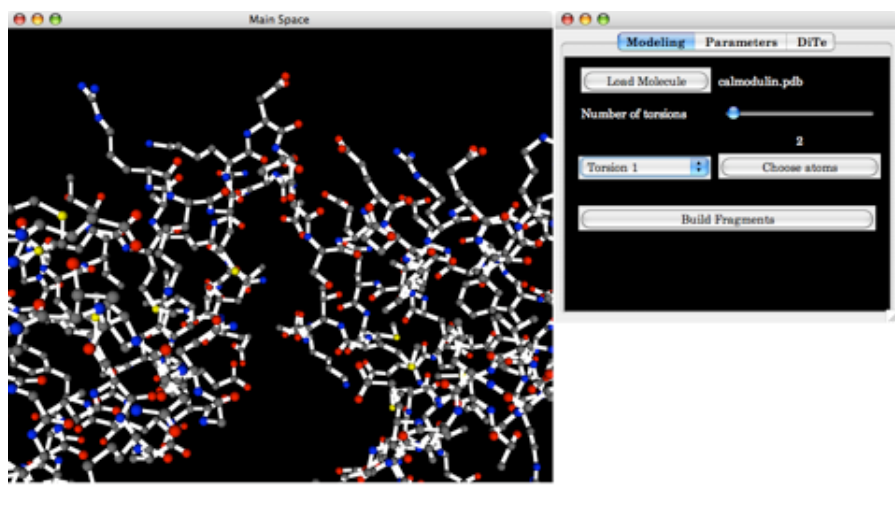 Main Space
Modeling Parameters DiTe
Load Molecule calmodulin.pdb
Number of torsions
2
Torsion 1 Choose atoms
Build Fragments